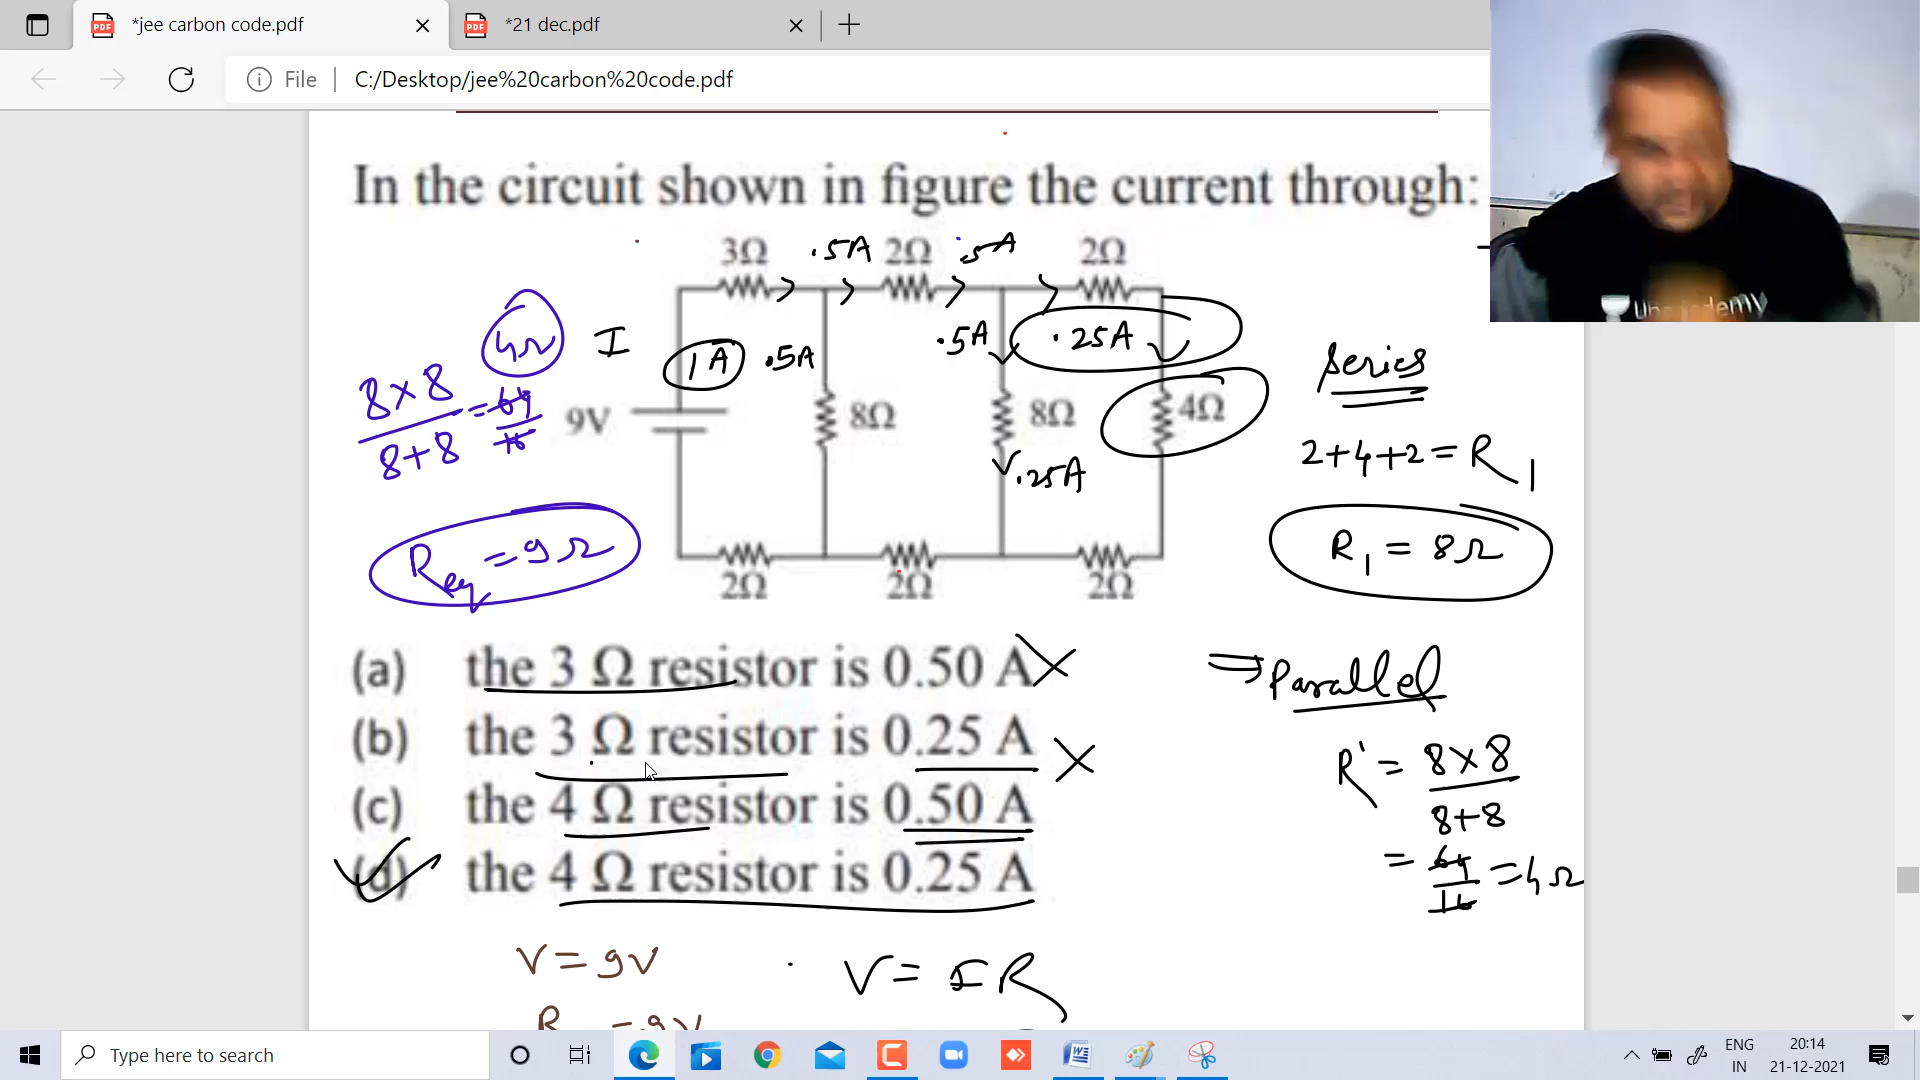 *jee carbon code.pdf
*21 dec.pdf
File
C:/Desktop/jee%20carbon%20code.pdf
In the circuit shown in figure the current through:
3Ω .5A 2Ω .5A 2Ω
4Ω I 1A .5A .5A .25A
8×8 = 64
8+8 16
9V 8Ω 8Ω 4Ω
.25A
Req = 9Ω
2Ω 2Ω 2Ω
series
2+4+2 = R1
R1 = 8Ω
(a) the 3 Ω resistor is 0.50 A
(b) the 3 Ω resistor is 0.25 A
(c) the 4 Ω resistor is 0.50 A
(d) the 4 Ω resistor is 0.25 A
⇒ Parallel
R' = 8×8
8+8
= 64 = 4Ω
16
V = 9V
V = IR
Type here to search
ENG
IN
20:14
21-12-2021